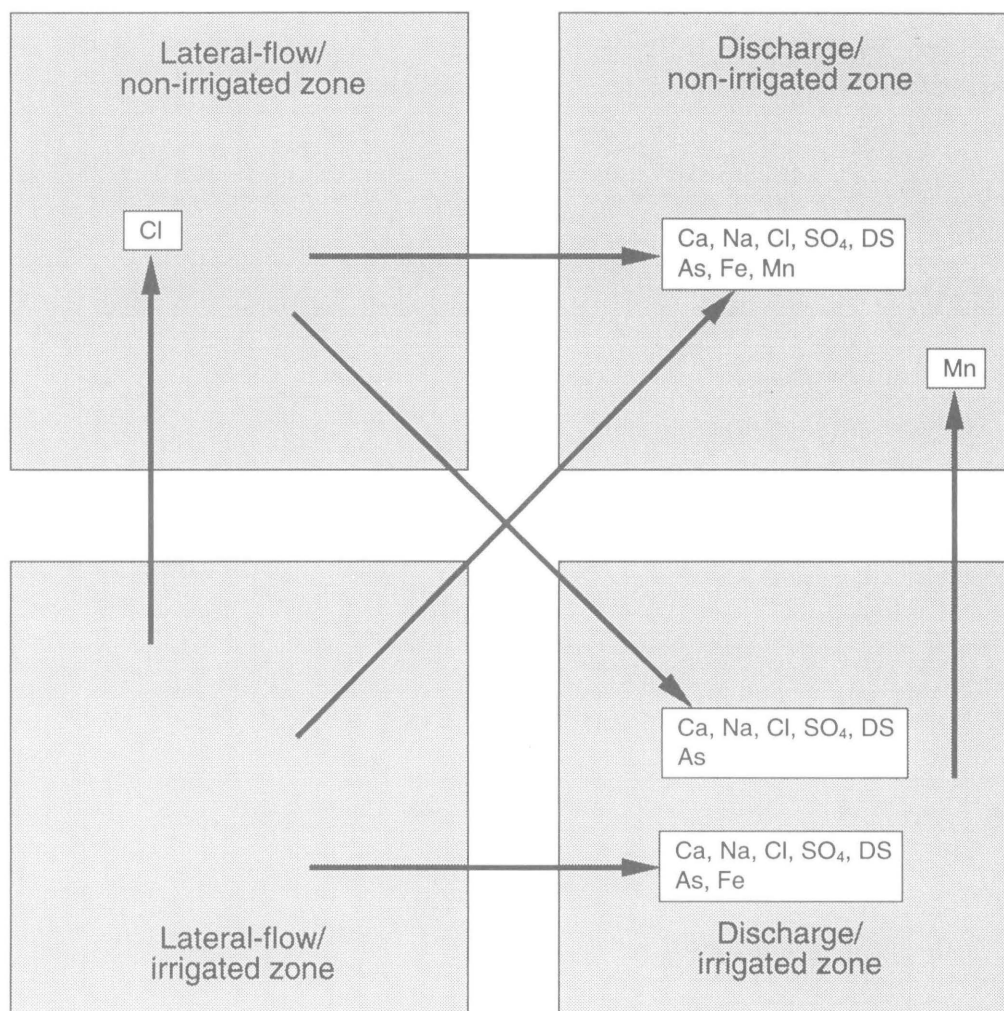 Lateral-flow/
non-irrigated zone
Discharge/
non-irrigated zone
Cl
Ca, Na, Cl, SO₄, DS
As, Fe, Mn
Mn
Ca, Na, Cl, SO₄, DS
As
Ca, Na, Cl, SO₄, DS
As, Fe
Lateral-flow/
irrigated zone
Discharge/
irrigated zone